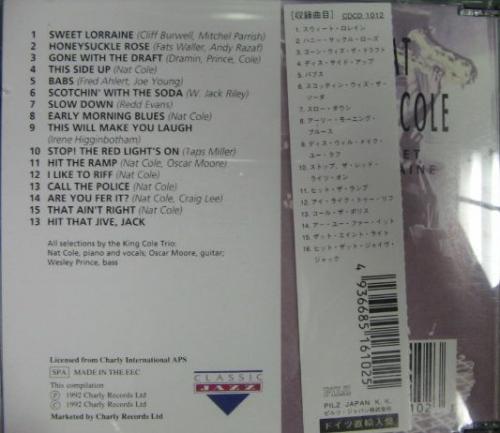 1 SWEET LORRAINE (Cliff Burwell, Mitchel Parrish)
2 HONEYSUCKLE ROSE (Fats Waller, Andy Razaf)
3 GONE WITH THE DRAFT (Dramin, Prince, Cole)
4 THIS SIDE UP (Nat Cole)
5 BABS (Fred Ahlert, Joe Young)
6 SCOTCHIN' WITH THE SODA (W. Jack Riley)
7 SLOW DOWN (Redd Evans)
8 EARLY MORNING BLUES (Nat Cole)
9 THIS WILL MAKE YOU LAUGH
(Irene Higginbotham)
10 STOP! THE RED LIGHT'S ON (Taps Miller)
11 HIT THE RAMP (Nat Cole, Oscar Moore)
12 I LIKE TO RIFF (Nat Cole)
13 CALL THE POLICE (Nat Cole)
14 ARE YOU FER IT? (Nat Cole, Craig Lee)
15 THAT AIN'T RIGHT (Nat Cole)
13 HIT THAT JIVE, JACK
All selections by the King Cole Trio:
Nat Cole, piano and vocals; Oscar Moore, guitar;
Wesley Prince, bass
Licensed from Charly International APS
SPA MADE IN THE EEC
This compilation
Ⓟ 1992 Charly Records Ltd
© 1992 Charly Records Ltd
Marketed by Charly Records Ltd
CLASSIC
JAZZ
[収録曲目] CDCD 1012
1. スウィート・ロレイン
2. ハニー・サックル・ローズ
3. ゴーン・ウィズ・ザ・ドラフト
4. ディス・サイド・アップ
5. バブス
6. スコッティン・ウィズ・ザ・
ソーダ
7. スロー・ダウン
8. アーリー・モーニング・
ブルース
9. ディス・ウィル・メイク・
ユー・ラフ
10. ストップ、ザ・レッド・
ライツ・オン
11. ヒット・ザ・ランプ
12. アイ・ライク・トゥー・リフ
13. コール・ザ・ポリス
14. アー・ユー・ファー・イット
15. ザット・エイント・ライト
16. ヒット・ザット・ジャイヴ・
ジャック
4 936685 161025
PILZ JAPAN K.K.
ピルツ・ジャパン株式会社
ドイツ直輸入盤
AT
COLE
ET
AINE
102